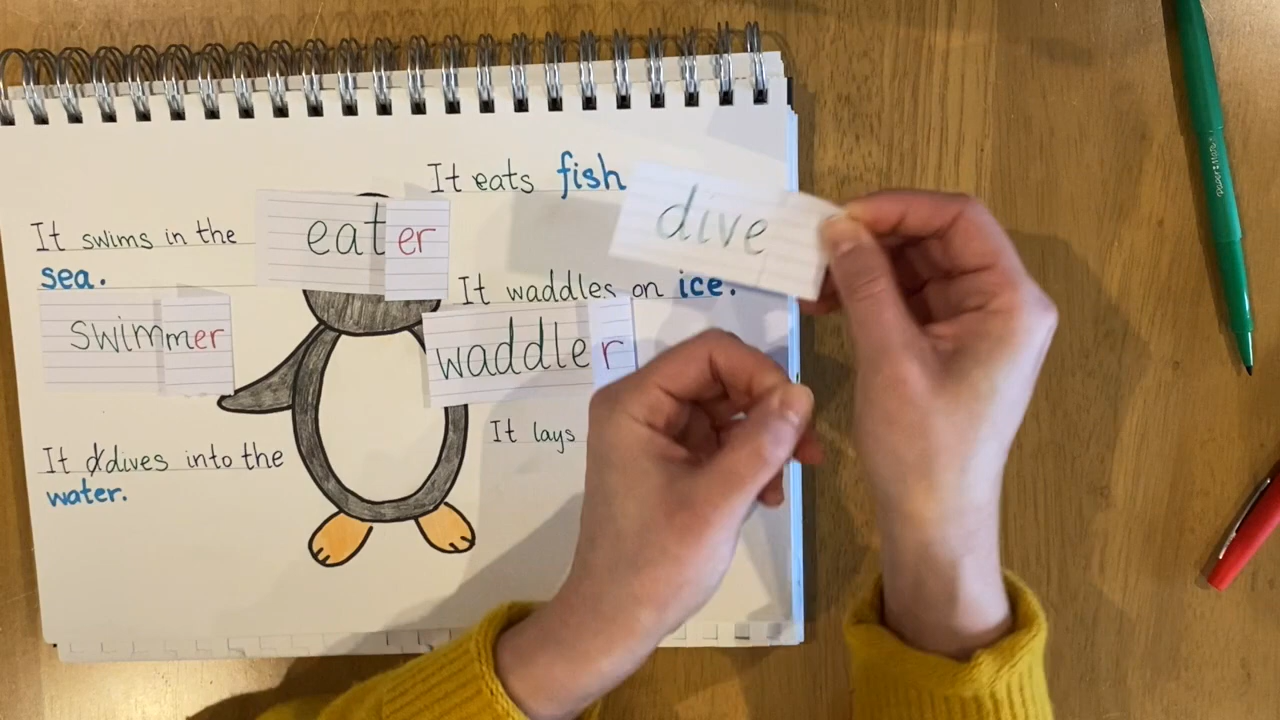 It eats fish
It swims in the
sea.
eater
dive
It waddles on ice.
swimmer
waddler
It lays
It dives into the
water.